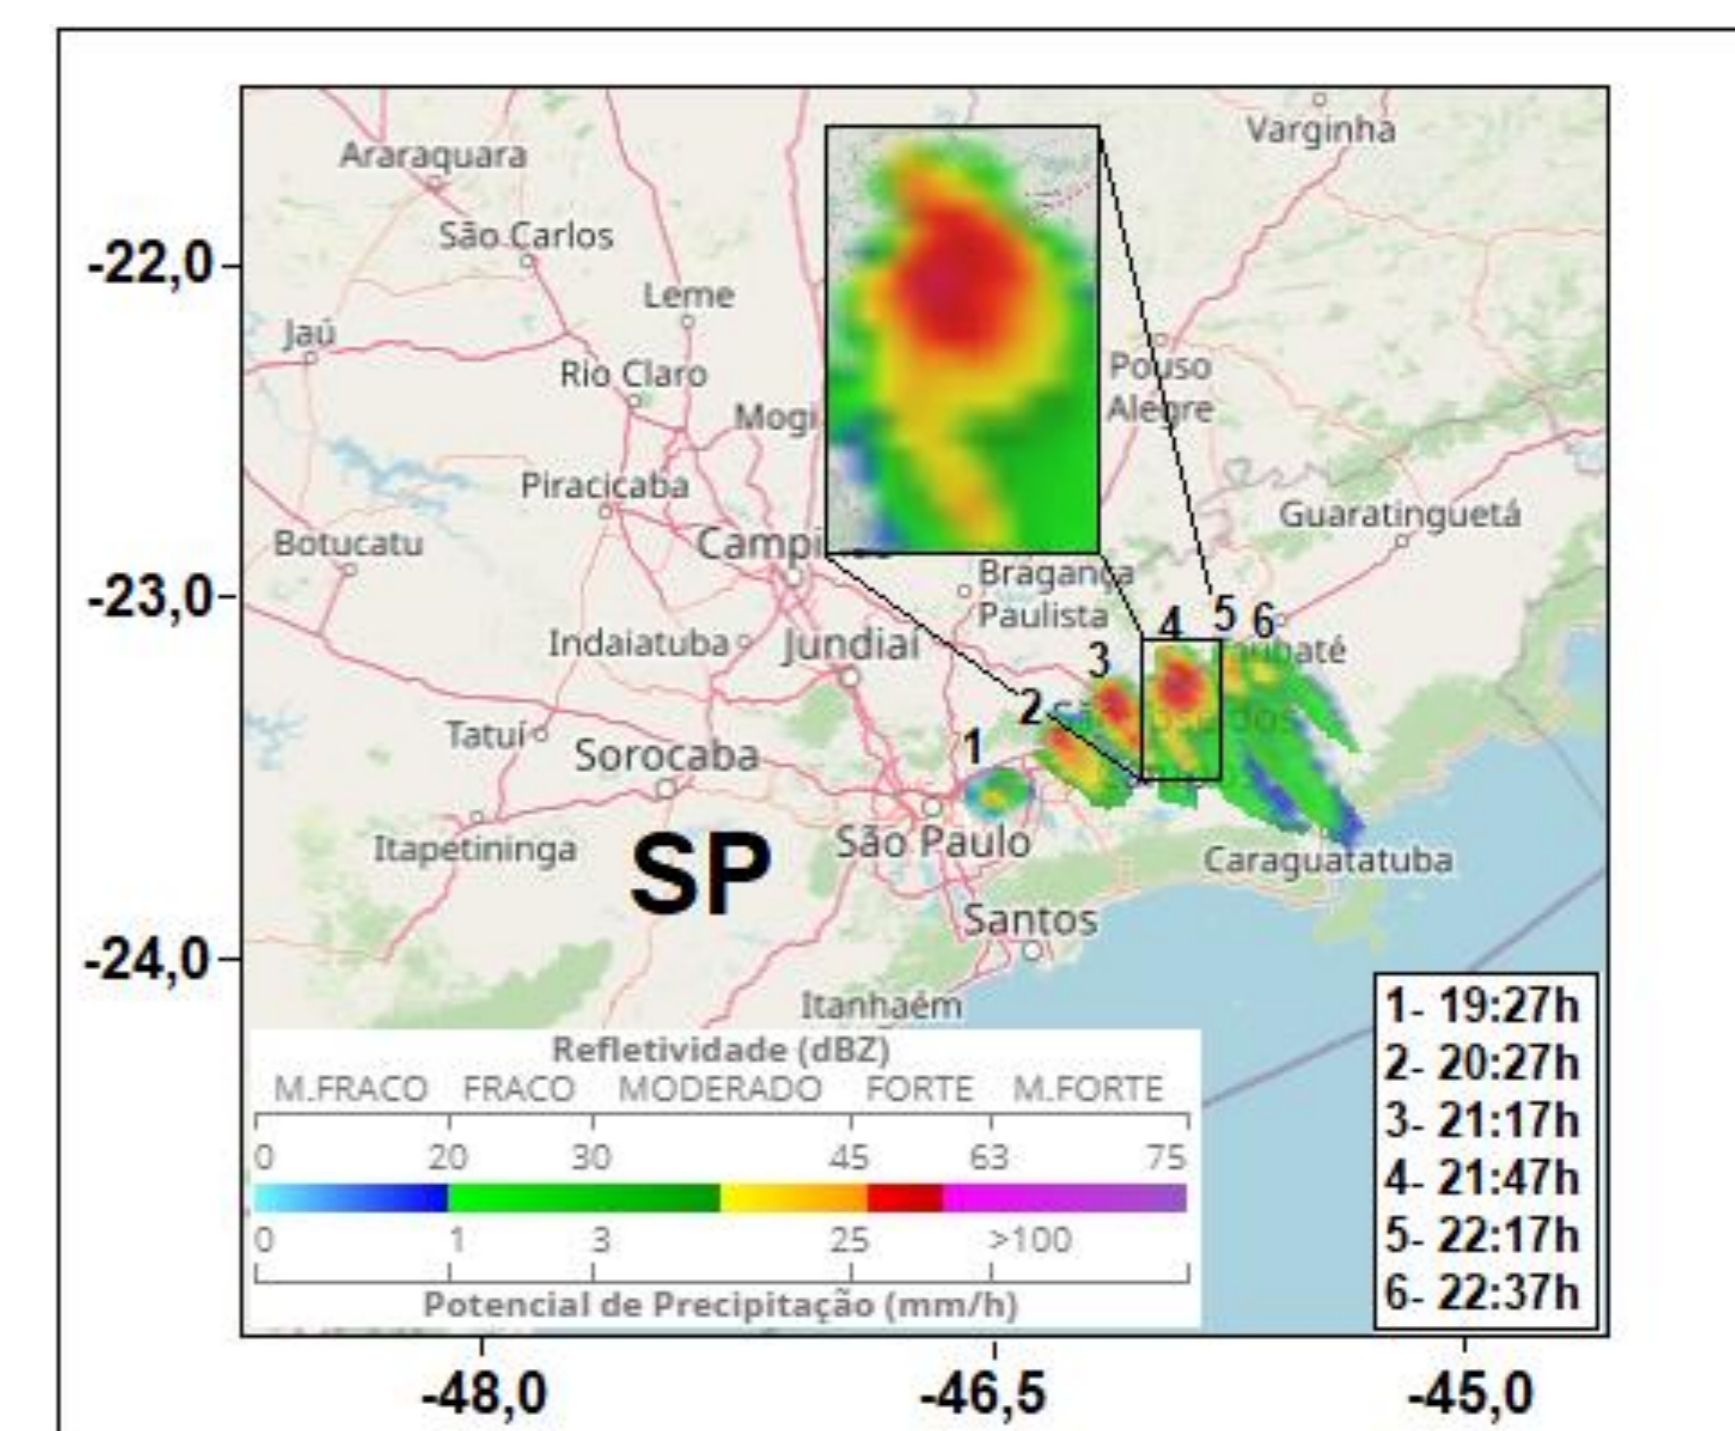 Varginha
Araraquara
São Carlos
-22,0
Leme
Jaú
Rio Claro
Pouso
Alegre
Mogi
Piracicaba
Guaratinguetá
Botucatu
Bragança
Paulista
-23,0
4 5 6
Indaiatuba
Jundiaí
3
2
Tatuí
1
Sorocaba
Itapetininga
São Paulo
SP
Caraguatatuba
Santos
-24,0
Itanhaém
1- 19:27h
2- 20:27h
3- 21:17h
4- 21:47h
5- 22:17h
6- 22:37h
Refletividade (dBZ)
M.FRACO FRACO MODERADO FORTE M.FORTE
0 20 30 45 63 75
0 1 3 25 >100
Potencial de Precipitação (mm/h)
-48,0 -46,5 -45,0